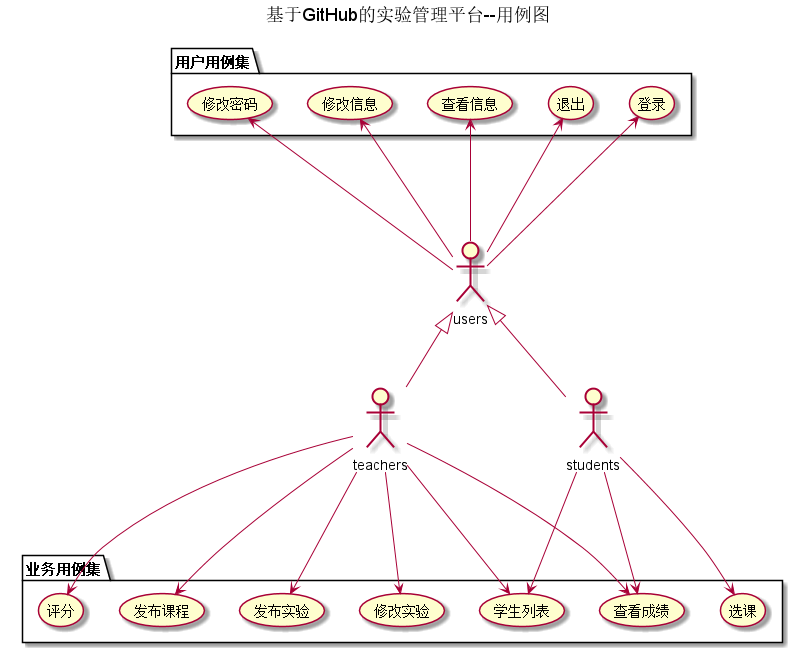 基于GitHub的实验管理平台--用例图
用户用例集
修改密码 修改信息 查看信息 退出 登录
users
teachers students
业务用例集
评分 发布课程 发布实验 修改实验 学生列表 查看成绩 选课